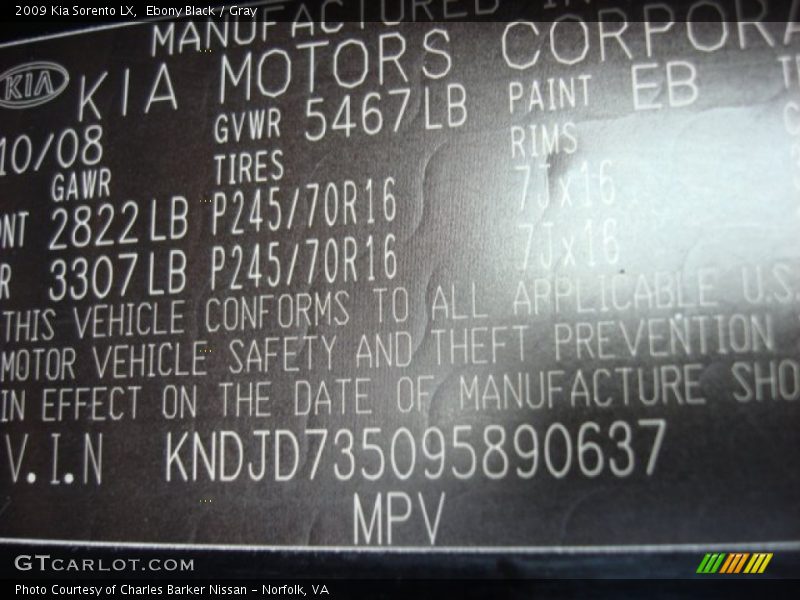 2009 Kia Sorento LX, Ebony Black / Gray
MANUFACTURED IN
KIA KIA MOTORS CORPORA
10/08 GVWR 5467LB PAINT EB
GAWR TIRES RIMS
NT 2822LB P245/70R16 7Jx16
R 3307LB P245/70R16 7Jx16
THIS VEHICLE CONFORMS TO ALL APPLICABLE U.S.
MOTOR VEHICLE SAFETY AND THEFT PREVENTION
IN EFFECT ON THE DATE OF MANUFACTURE SHO
V.I.N KNDJD735095890637
MPV
GTCARLOT.COM
Photo Courtesy of Charles Barker Nissan - Norfolk, VA